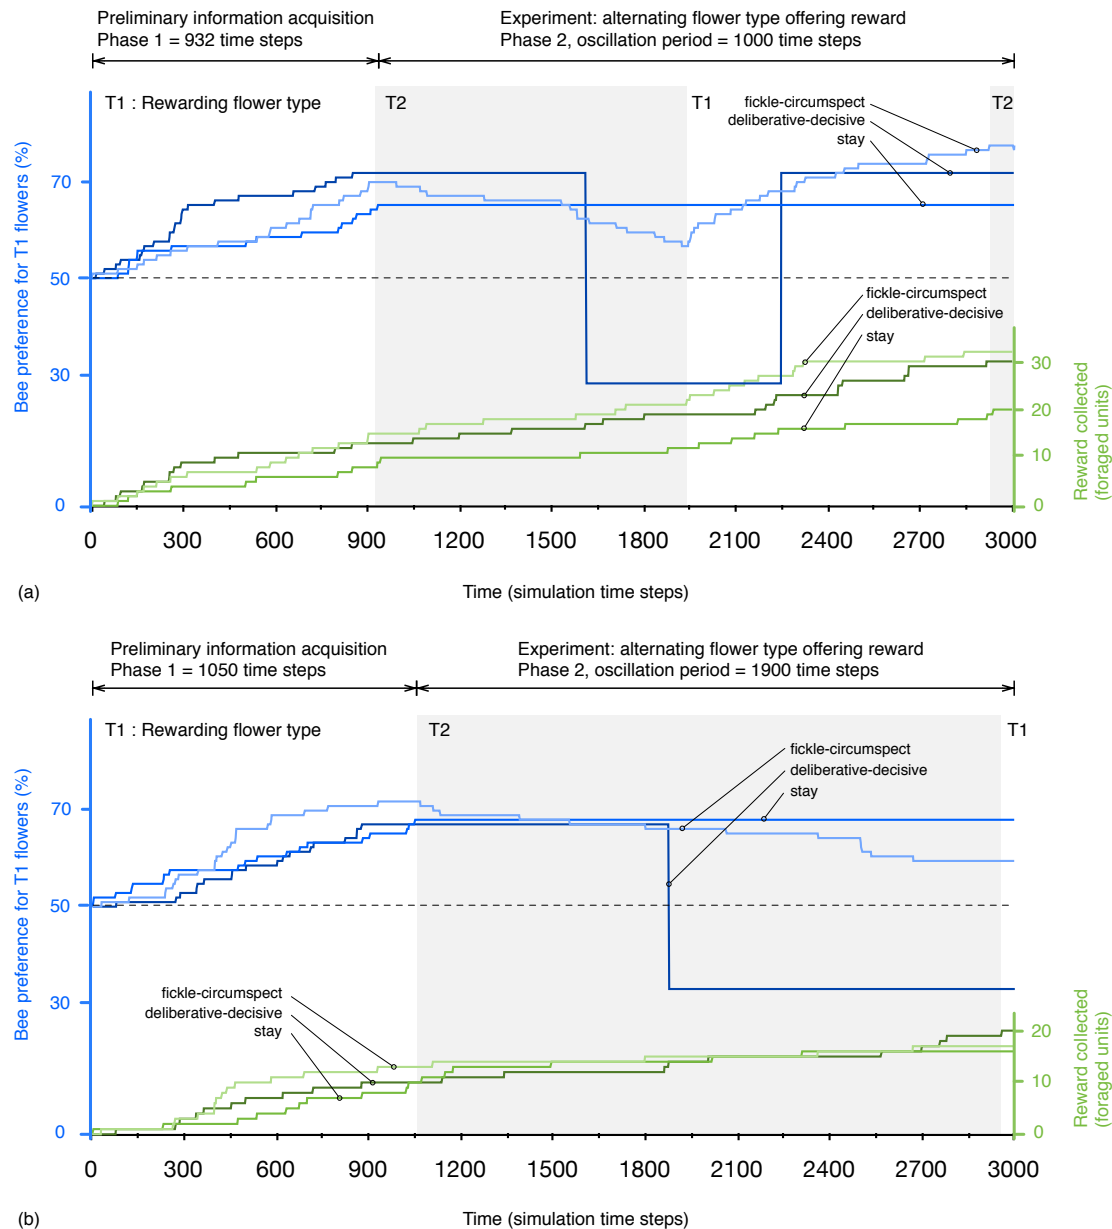 Preliminary information acquisition
Phase 1 = 932 time steps
Experiment: alternating flower type offering reward
Phase 2, oscillation period = 1000 time steps
T1 : Rewarding flower type
T2
T1
T2
fickle-circumspect
deliberative-decisive
stay
Bee preference for T1 flowers (%)
70
50
30
0
fickle-circumspect
deliberative-decisive
stay
30
20
10
0
Reward collected
(foraged units)
0
300
600
900
1200
1500
1800
2100
2400
2700
3000
(a)
Time (simulation time steps)
Preliminary information acquisition
Phase 1 = 1050 time steps
Experiment: alternating flower type offering reward
Phase 2, oscillation period = 1900 time steps
T1 : Rewarding flower type
T2
T1
fickle-circumspect
deliberative-decisive
stay
Bee preference for T1 flowers (%)
70
50
30
0
fickle-circumspect
deliberative-decisive
stay
20
10
0
Reward collected
(foraged units)
0
300
600
900
1200
1500
1800
2100
2400
2700
3000
(b)
Time (simulation time steps)